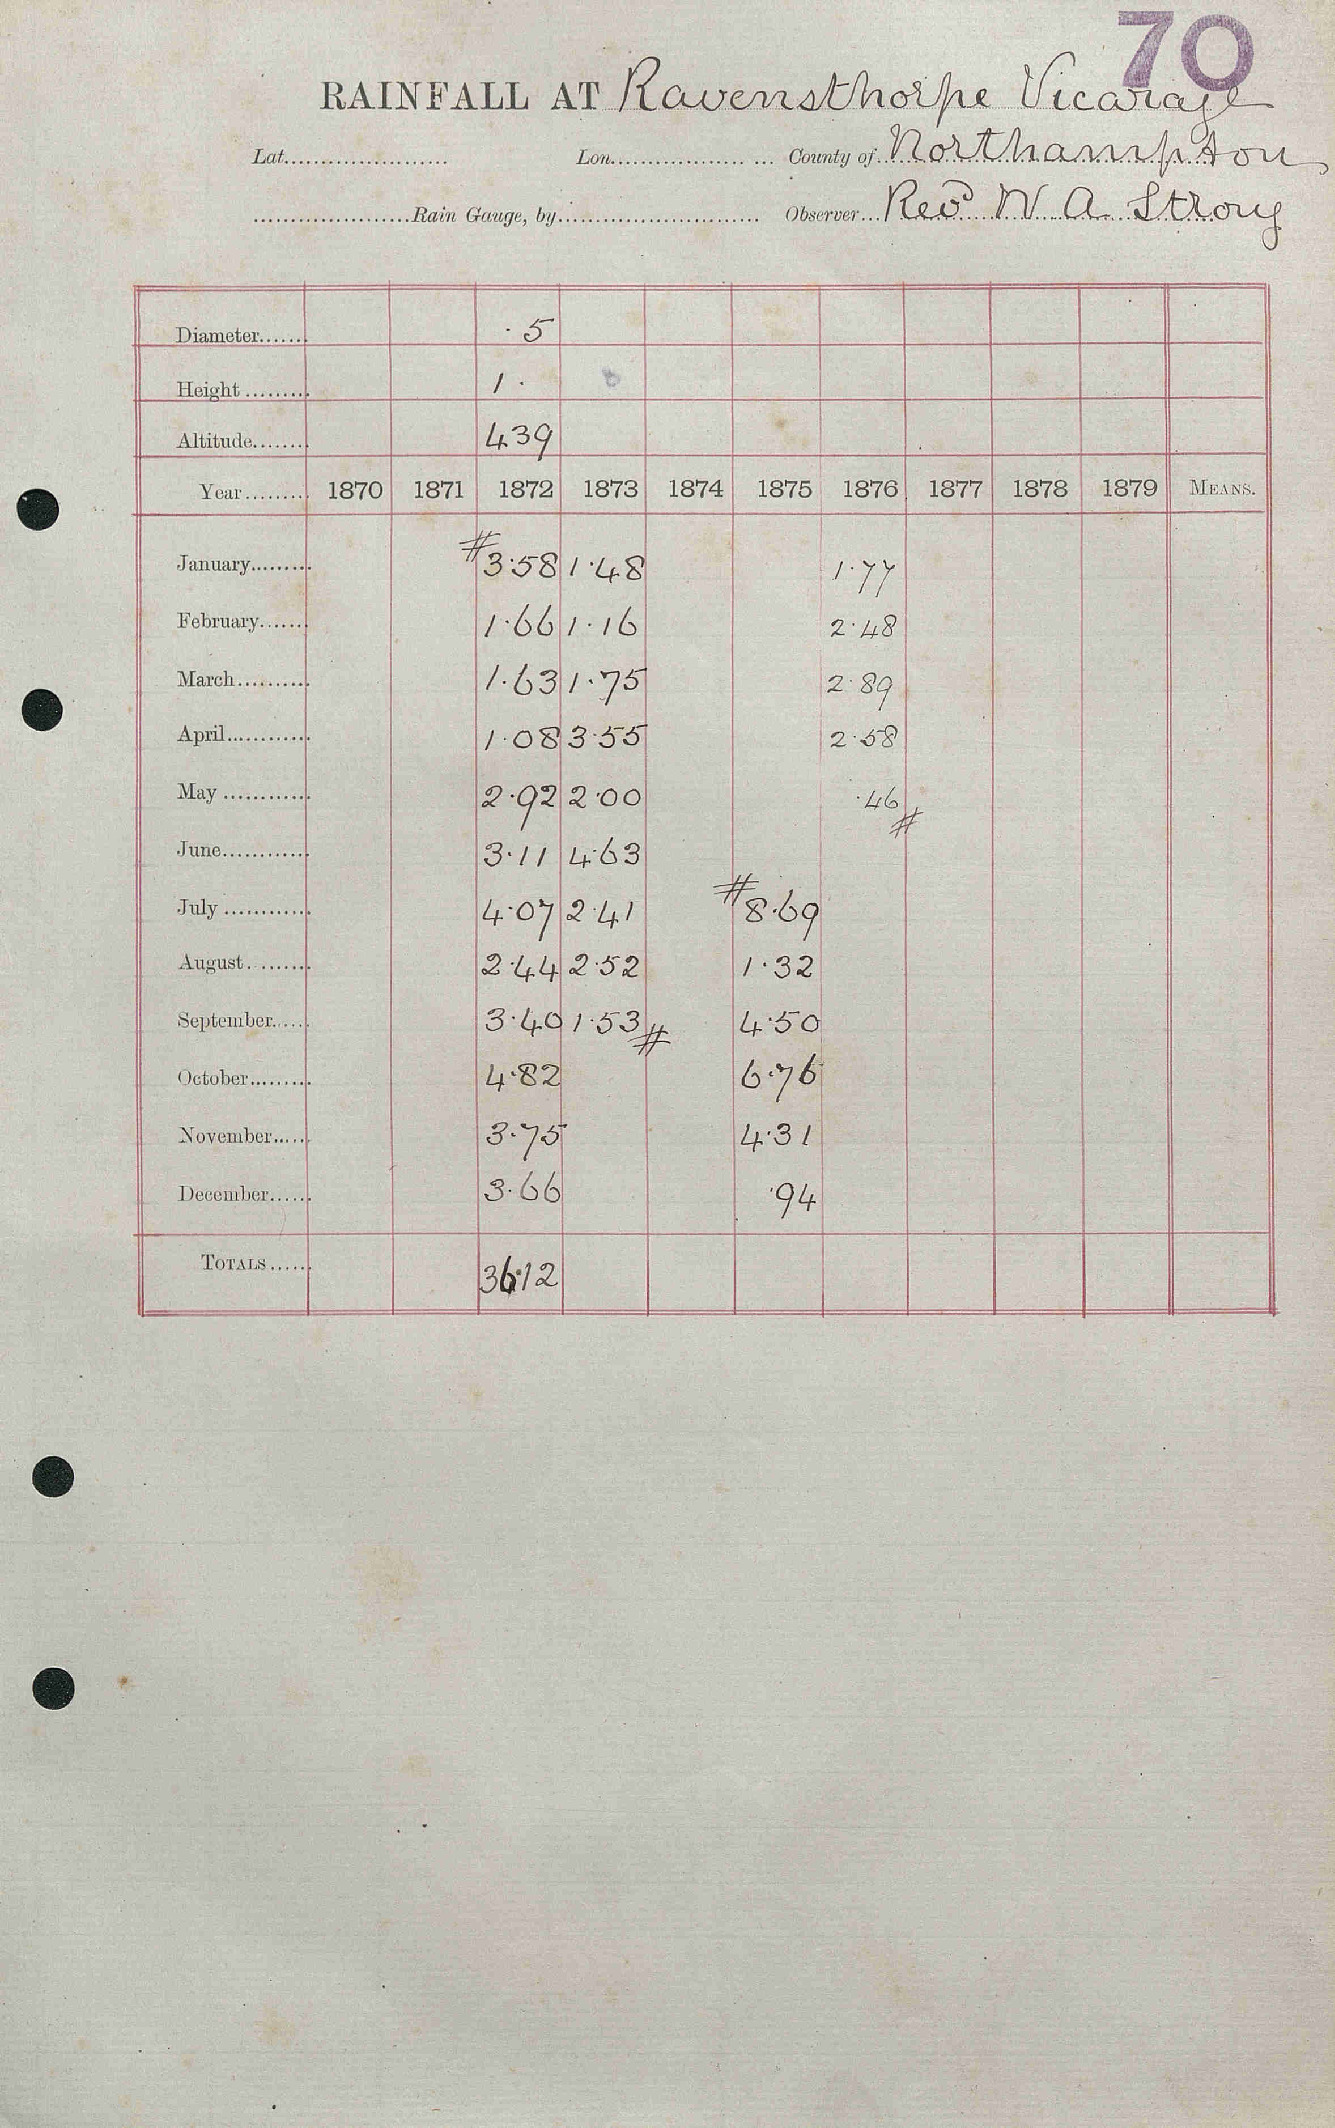 70
RAINFALL AT Ravensthorpe Vicarage
Lat...................... Lon...................... County of Northampton
.....................Rain Gauge, by........................... Observer... Revd W A Strong
Diameter....... ·5
Height ......... 1·
Altitude........ 439
Year......... 1870 1871 1872 1873 1874 1875 1876 1877 1878 1879 MEANS.
January......... #3·58 1·48 1·77
February....... 1·66 1·16 2·48
March.......... 1·63 1·75 2·89
April............ 1·08 3·55 2·58
May ............ 2·92 2·00 ·46#
June............ 3·11 4·63
July ............ 4·07 2·41 #8·69
August......... 2·44 2·52 1·32
September..... 3·40 1·53# 4·50
October......... 4·82 6·76
November..... 3·75 4·31
December...... 3·66 ·94
TOTALS...... 36·12